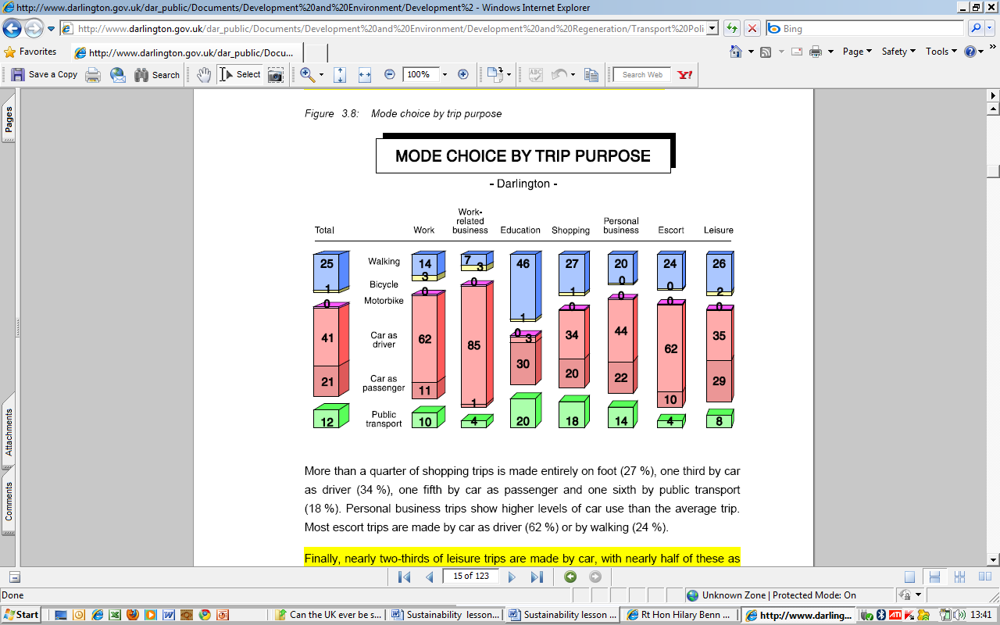 http://www.darlington.gov.uk/dar_public/Documents/Development%20and%20Environment/Development%2 - Windows Internet Explorer
http://www.darlington.gov.uk/dar_public/Documents/Development%20and%20Environment/Development%20and%20Regeneration/Transport%20Poli
Bing
Favorites
http://www.darlington.gov.uk/dar_public/Docu...
Page
Safety
Tools
Save a Copy
Search
Select
100%
Search Web
Y!
Pages
Attachments
Comments
Figure 3.8: Mode choice by trip purpose
MODE CHOICE BY TRIP PURPOSE
- Darlington -
Total Work Work-related business Education Shopping Personal business Escort Leisure
25 Walking 14 7 46 27 20 24 26
1 Bicycle 3 3 1 1 0 0 2
0 Motorbike 0 0 0 0 0 0 0
41 Car as driver 62 85 3 34 44 62 35
21 Car as passenger 11 1 30 20 22 10 29
12 Public transport 10 4 20 18 14 4 8
More than a quarter of shopping trips is made entirely on foot (27 %), one third by car
as driver (34 %), one fifth by car as passenger and one sixth by public transport
(18 %). Personal business trips show higher levels of car use than the average trip.
Most escort trips are made by car as driver (62 %) or by walking (24 %).
Finally, nearly two-thirds of leisure trips are made by car, with nearly half of these as
15 of 123
Done
Unknown Zone | Protected Mode: On
Start
Can the UK ever be s...
Sustainability lesson...
Sustainability lesson ...
Rt Hon Hilary Benn ...
http://www.darling...
13:41